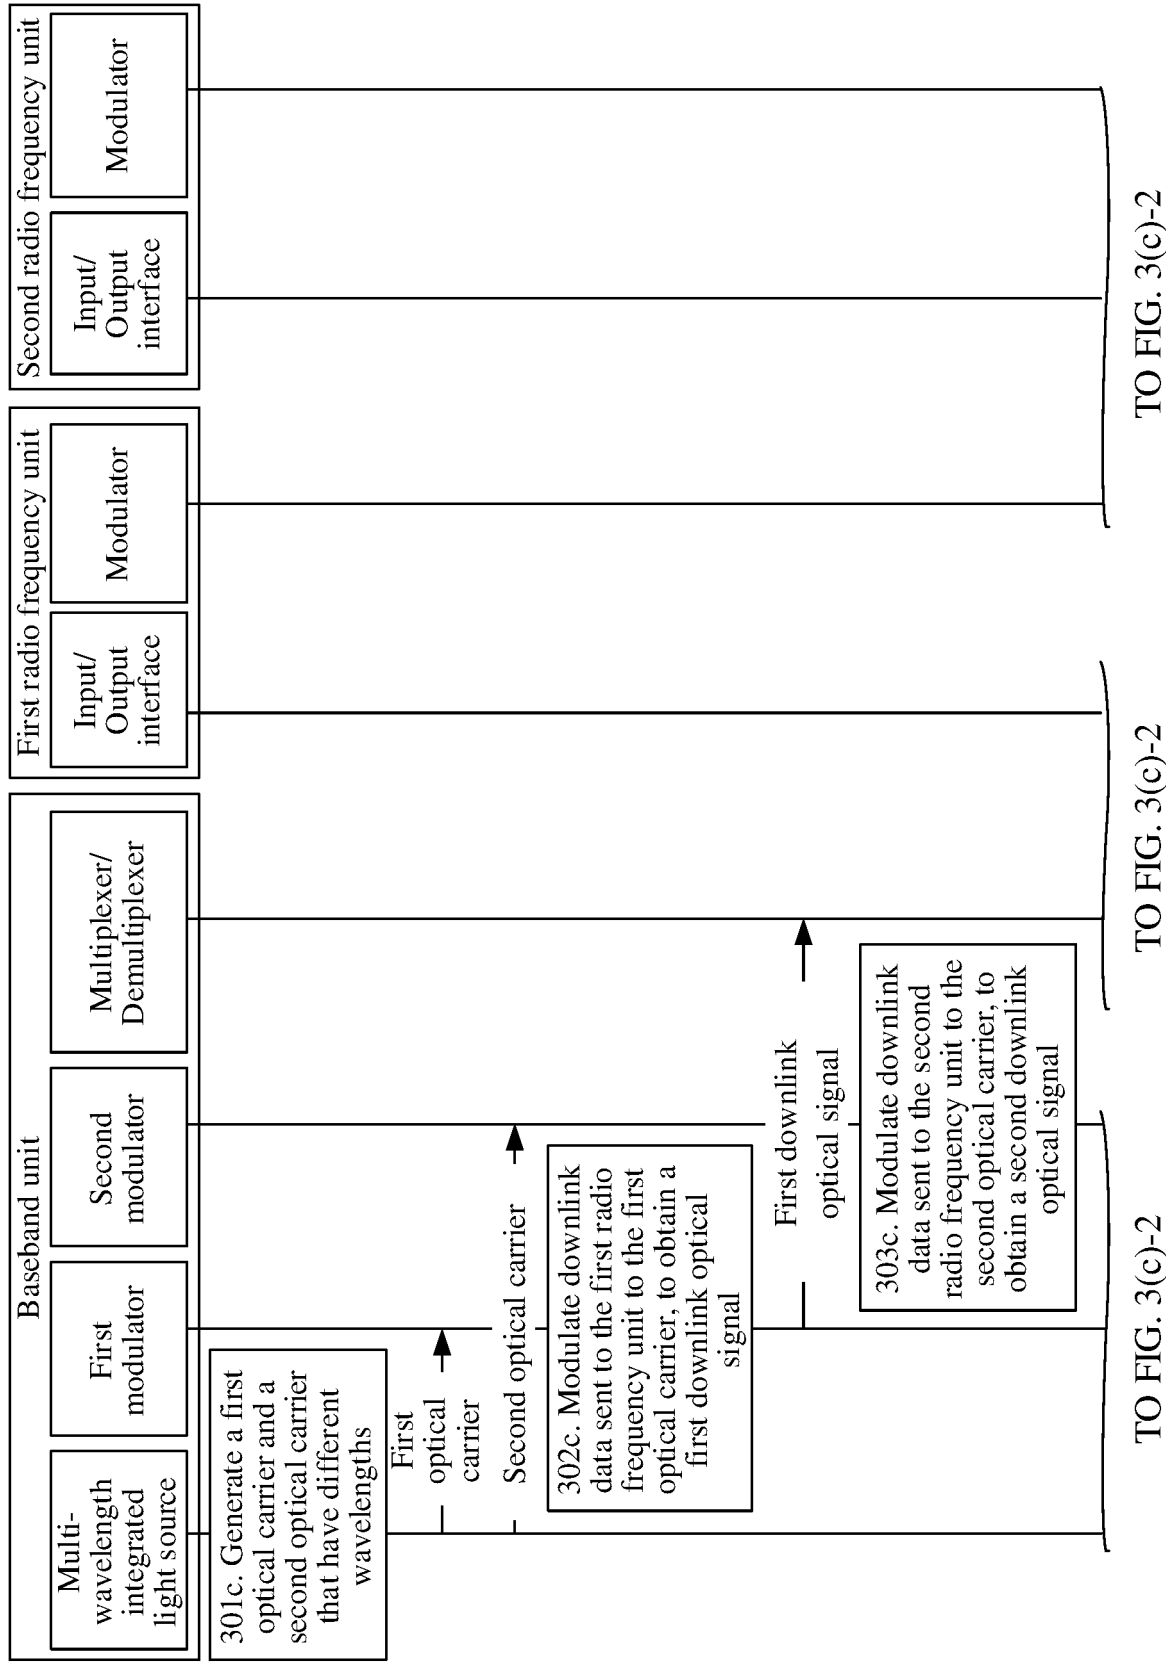 Baseband unit
Multi-
wavelength
integrated
light source
First
modulator
Second
modulator
Multiplexer/
Demultiplexer
First radio frequency unit
Input/
Output
interface
Modulator
Second radio frequency unit
Input/
Output
interface
Modulator
301c. Generate a first
optical carrier and a
second optical carrier
that have different
wavelengths
First
optical
carrier
Second optical carrier
302c. Modulate downlink
data sent to the first radio
frequency unit to the first
optical carrier, to obtain a
first downlink optical
signal
First downlink
optical signal
303c. Modulate downlink
data sent to the second
radio frequency unit to the
second optical carrier, to
obtain a second downlink
optical signal
TO FIG. 3(c)-2
TO FIG. 3(c)-2
TO FIG. 3(c)-2